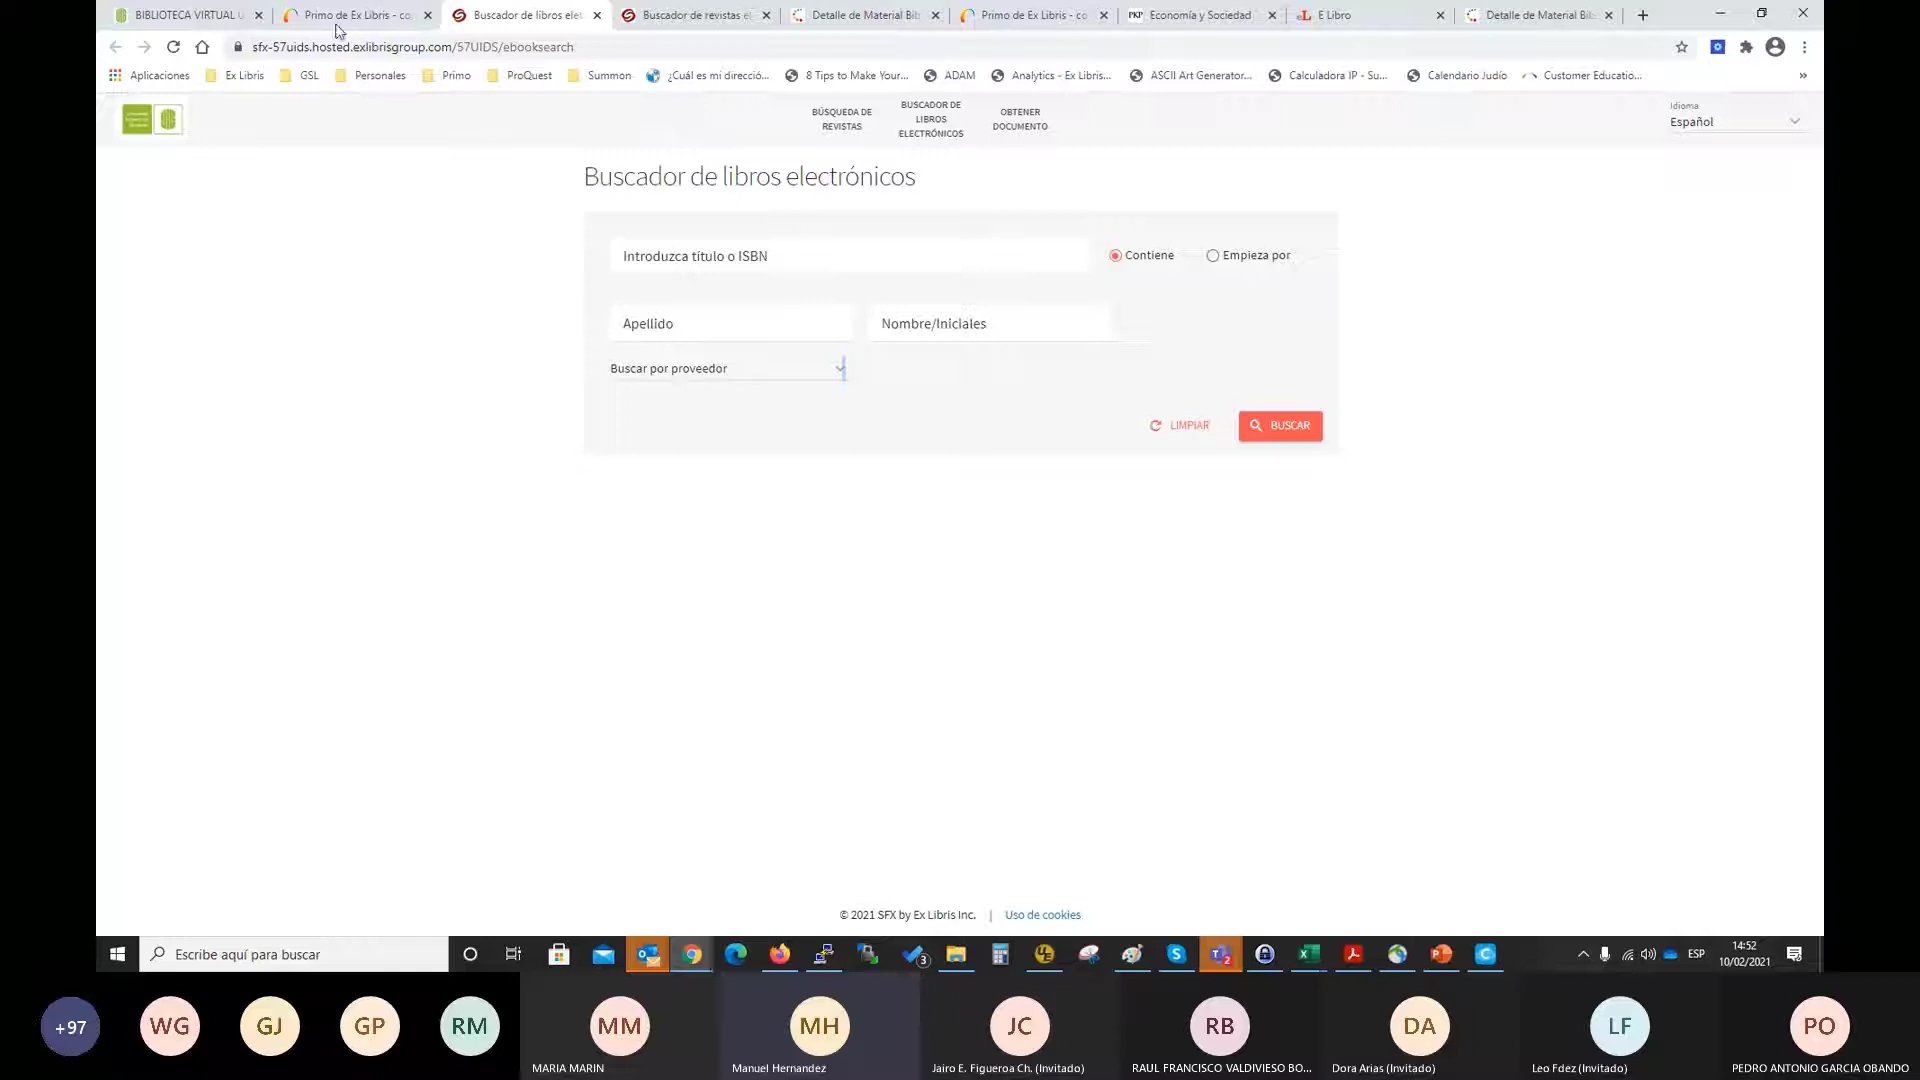 BIBLIOTECA VIRTUAL U
Primo de Ex Libris - co
Buscador de libros elec
Buscador de revistas el
Detalle de Material Bib
Primo de Ex Libris - co
PKP Economía y Sociedad
eL E Libro
Detalle de Material Bib
sfx-57uids.hosted.exlibrisgroup.com/57UIDS/ebooksearch
Aplicaciones
Ex Libris
GSL
Personales
Primo
ProQuest
Summon
¿Cuál es mi direcció...
8 Tips to Make Your...
ADAM
Analytics - Ex Libris...
ASCII Art Generator...
Calculadora IP - Su...
Calendario Judío
Customer Educatio...
»
BÚSQUEDA DE
REVISTAS
BUSCADOR DE
LIBROS
ELECTRÓNICOS
OBTENER
DOCUMENTO
Idioma
Español
Buscador de libros electrónicos
Introduzca título o ISBN
Contiene
Empieza por
Apellido
Nombre/Iniciales
Buscar por proveedor
LIMPIAR
BUSCAR
© 2021 SFX by Ex Libris Inc. | Uso de cookies
Escribe aquí para buscar
3
ESP
14:52
10/02/2021
+97
WG
GJ
GP
RM
MM
MARIA MARIN
MH
Manuel Hernandez
JC
Jairo E. Figueroa Ch. (Invitado)
RB
RAUL FRANCISCO VALDIVIESO BO...
DA
Dora Arias (Invitado)
LF
Leo Fdez (Invitado)
PO
PEDRO ANTONIO GARCIA OBANDO